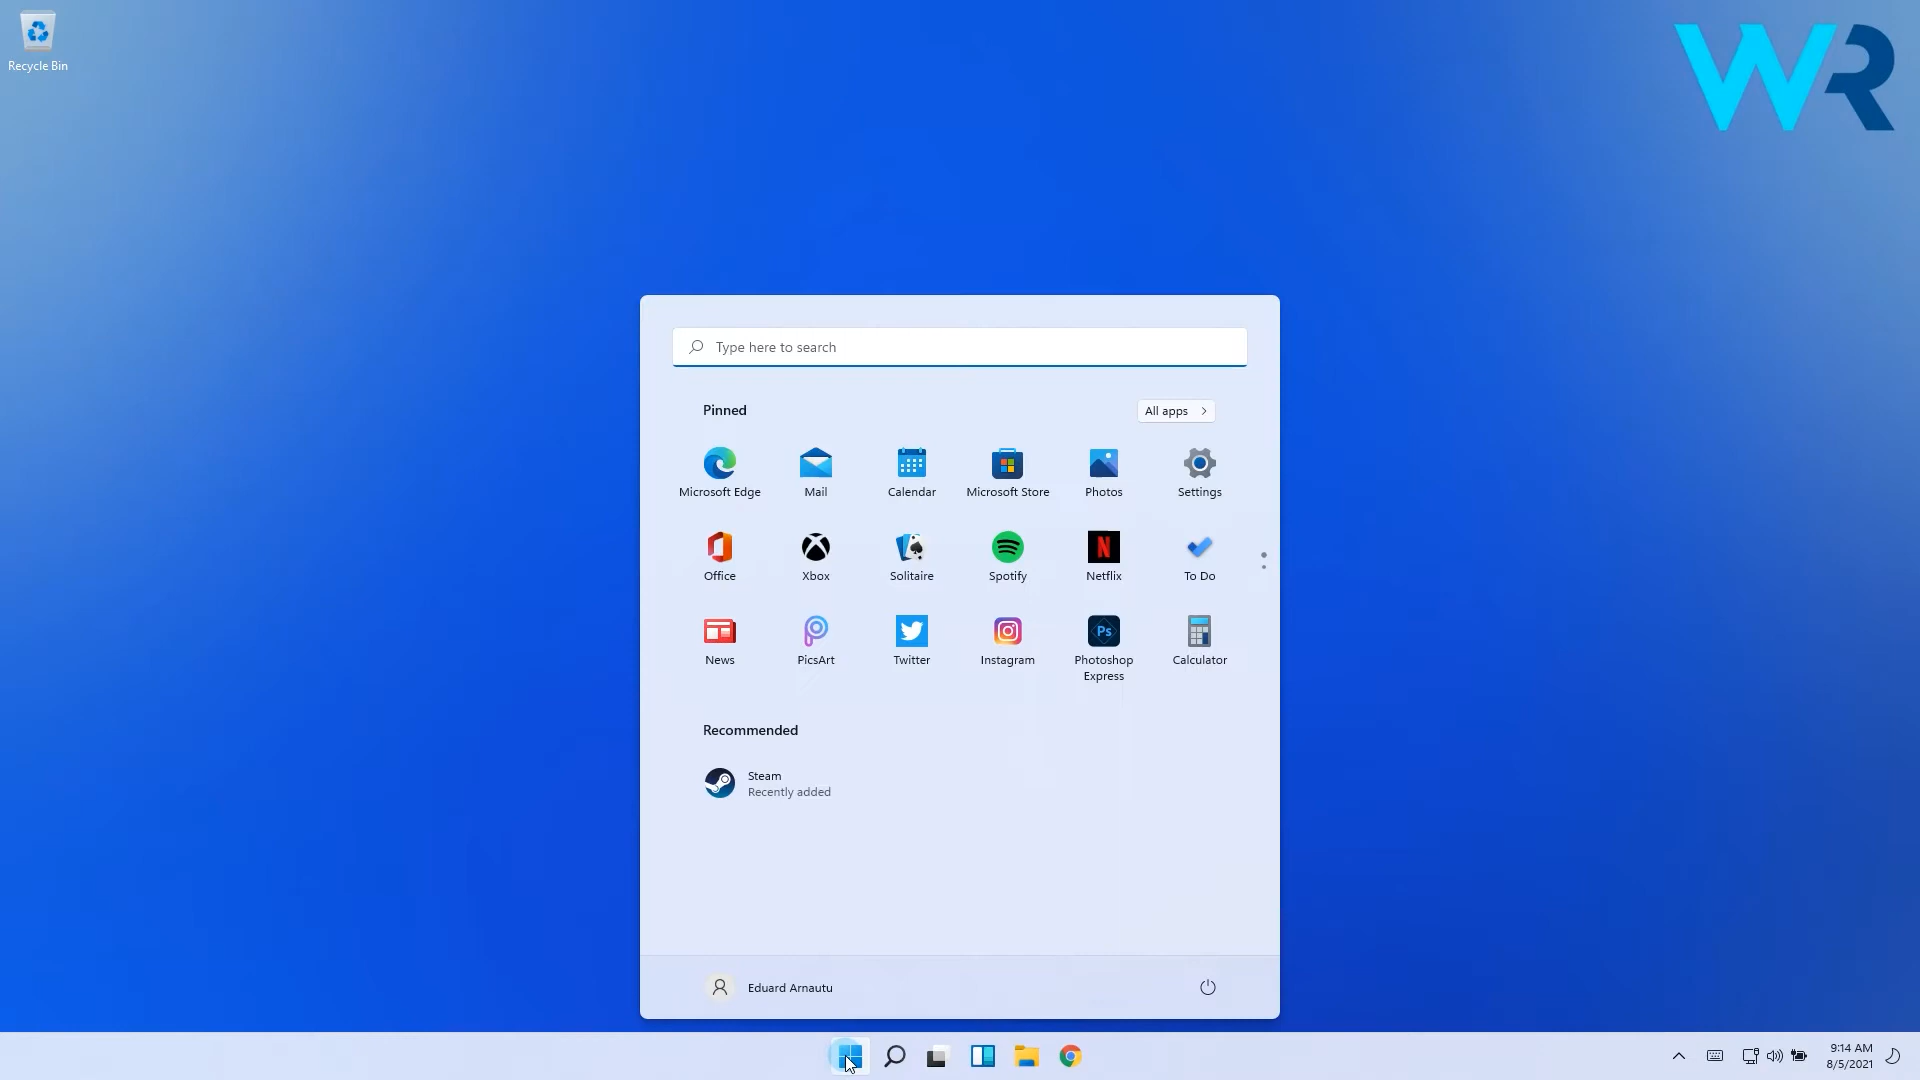 Recycle Bin
WR
Type here to search
Pinned
All apps
Microsoft Edge
Mail
Calendar
Microsoft Store
Photos
Settings
Office
Xbox
Solitaire
Spotify
Netflix
To Do
News
PicsArt
Twitter
Instagram
Ps
Photoshop
Express
Calculator
Recommended
Steam
Recently added
Eduard Arnautu
9:14 AM
8/5/2021